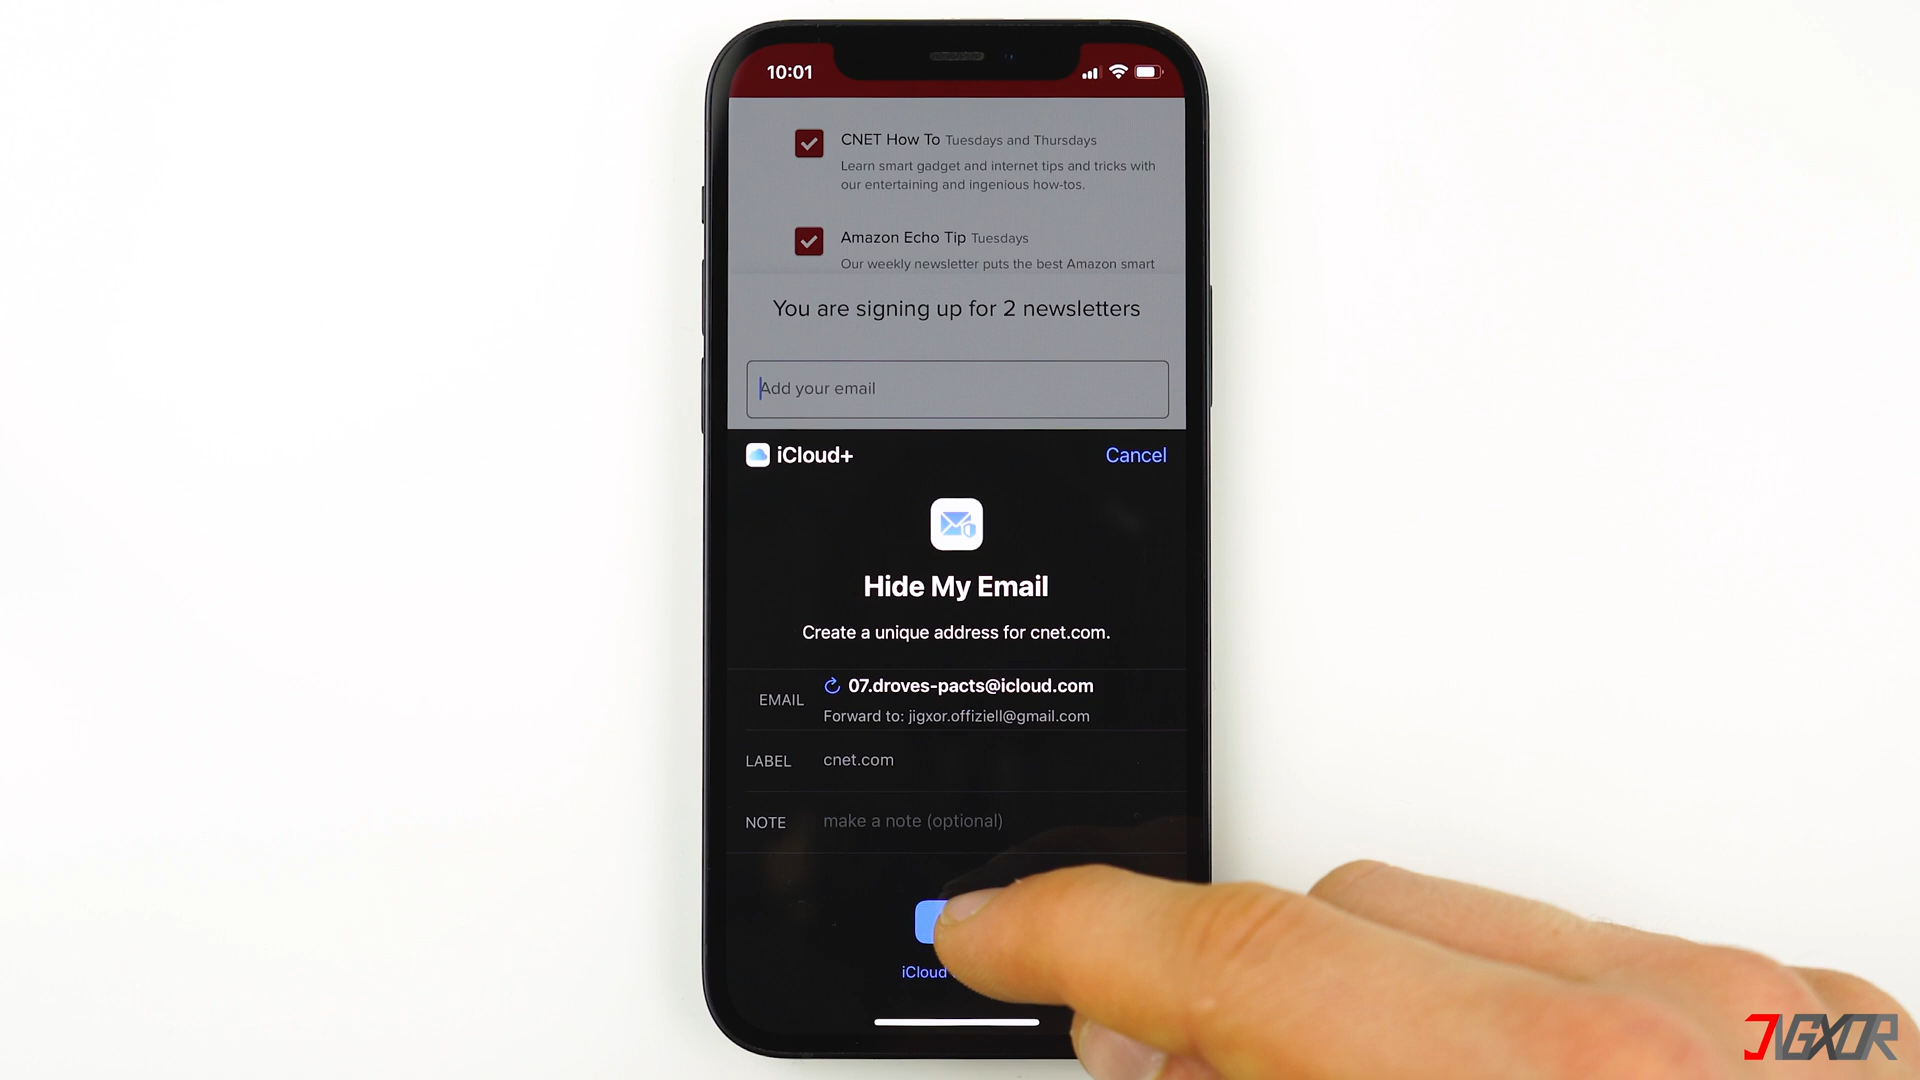 10:01
CNET How To Tuesdays and Thursdays
Learn smart gadget and internet tips and tricks with
our entertaining and ingenious how-tos.
Amazon Echo Tip Tuesdays
Our weekly newsletter puts the best Amazon smart
You are signing up for 2 newsletters
Add your email
iCloud+
Cancel
Hide My Email
Create a unique address for cnet.com.
EMAIL
07.droves-pacts@icloud.com
Forward to: jigxor.offiziell@gmail.com
LABEL
cnet.com
NOTE
make a note (optional)
iCloud
JIGXOR